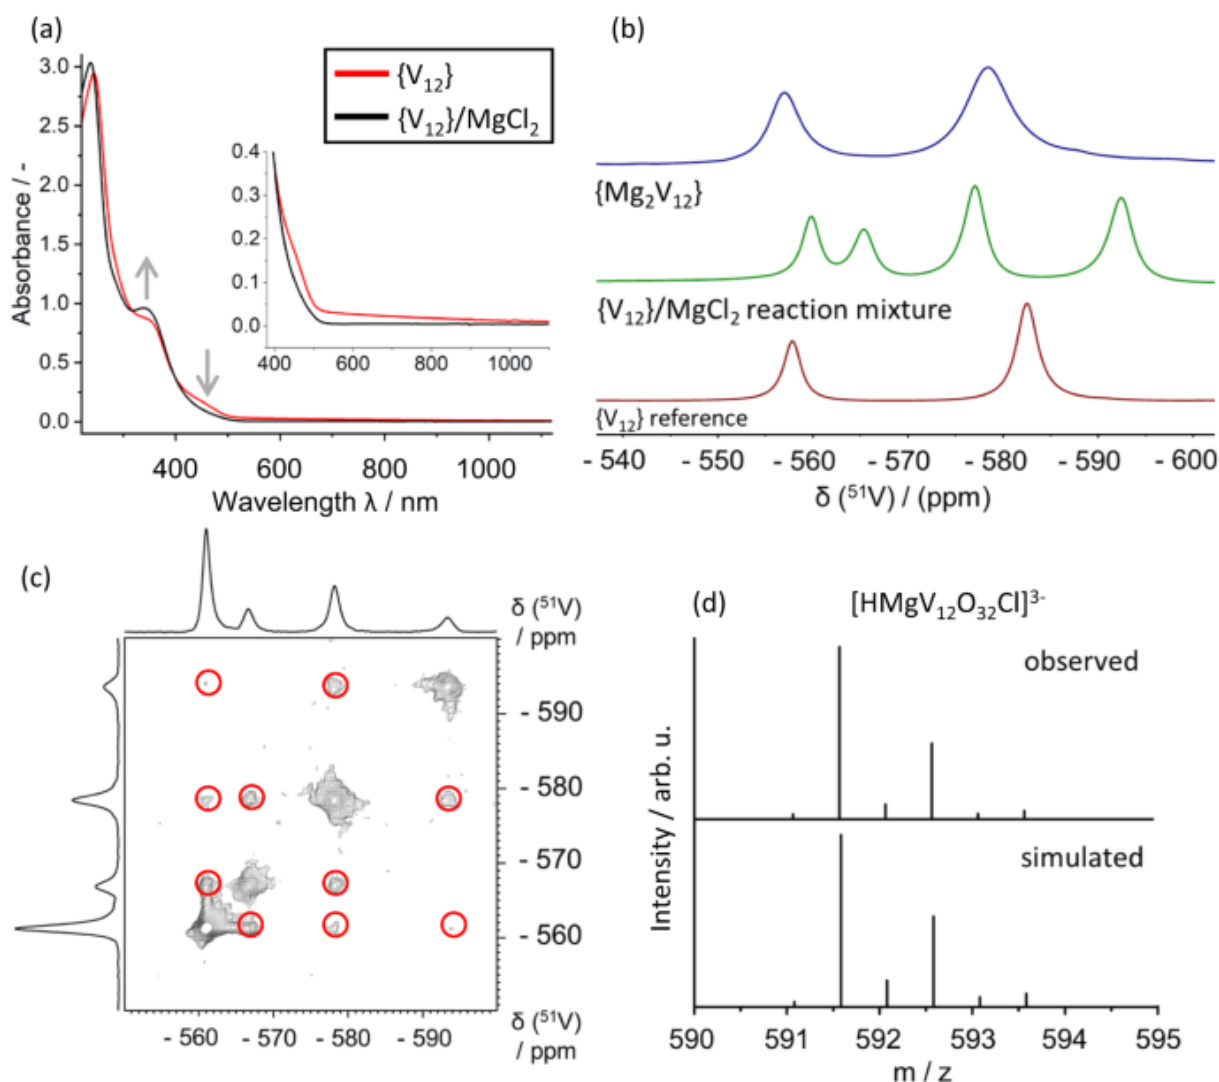 (a)
{V₁₂}
{V₁₂}/MgCl₂
Absorbance / -
3.0
2.5
2.0
1.5
1.0
0.5
0.0
0.4
0.3
0.2
0.1
0.0
400 600 800 1000
400 600 800 1000
Wavelength λ / nm
(b)
{Mg₂V₁₂}
{V₁₂}/MgCl₂ reaction mixture
{V₁₂} reference
- 540 - 550 - 560 - 570 - 580 - 590 - 600
δ (⁵¹V) / (ppm)
(c)
δ (⁵¹V)
/ ppm
- 590
- 580
- 570
- 560
- 560 - 570 - 580 - 590
δ (⁵¹V)
/ ppm
(d)
[HMgV₁₂O₃₂Cl]³⁻
observed
simulated
Intensity / arb. u.
590 591 592 593 594 595
m / z